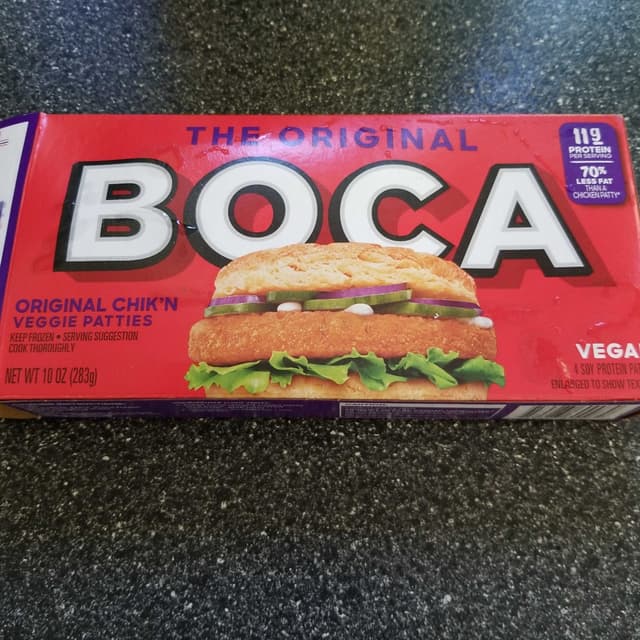 THE ORIGINAL
BOCA
11g
PROTEIN
PER SERVING
70%
LESS FAT
THAN A
CHICKEN PATTY*
ORIGINAL CHIK'N
VEGGIE PATTIES
KEEP FROZEN • SERVING SUGGESTION
COOK THOROUGHLY
NET WT 10 OZ (283g)
VEGA
4 SOY PROTEIN PAT
ENLARGED TO SHOW TEX